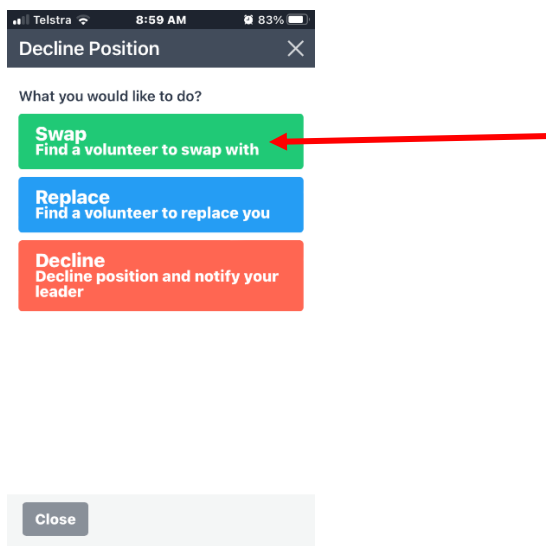 Telstra 8:59 AM 83%
Decline Position
What you would like to do?
Swap
Find a volunteer to swap with
Replace
Find a volunteer to replace you
Decline
Decline position and notify your
leader
Close